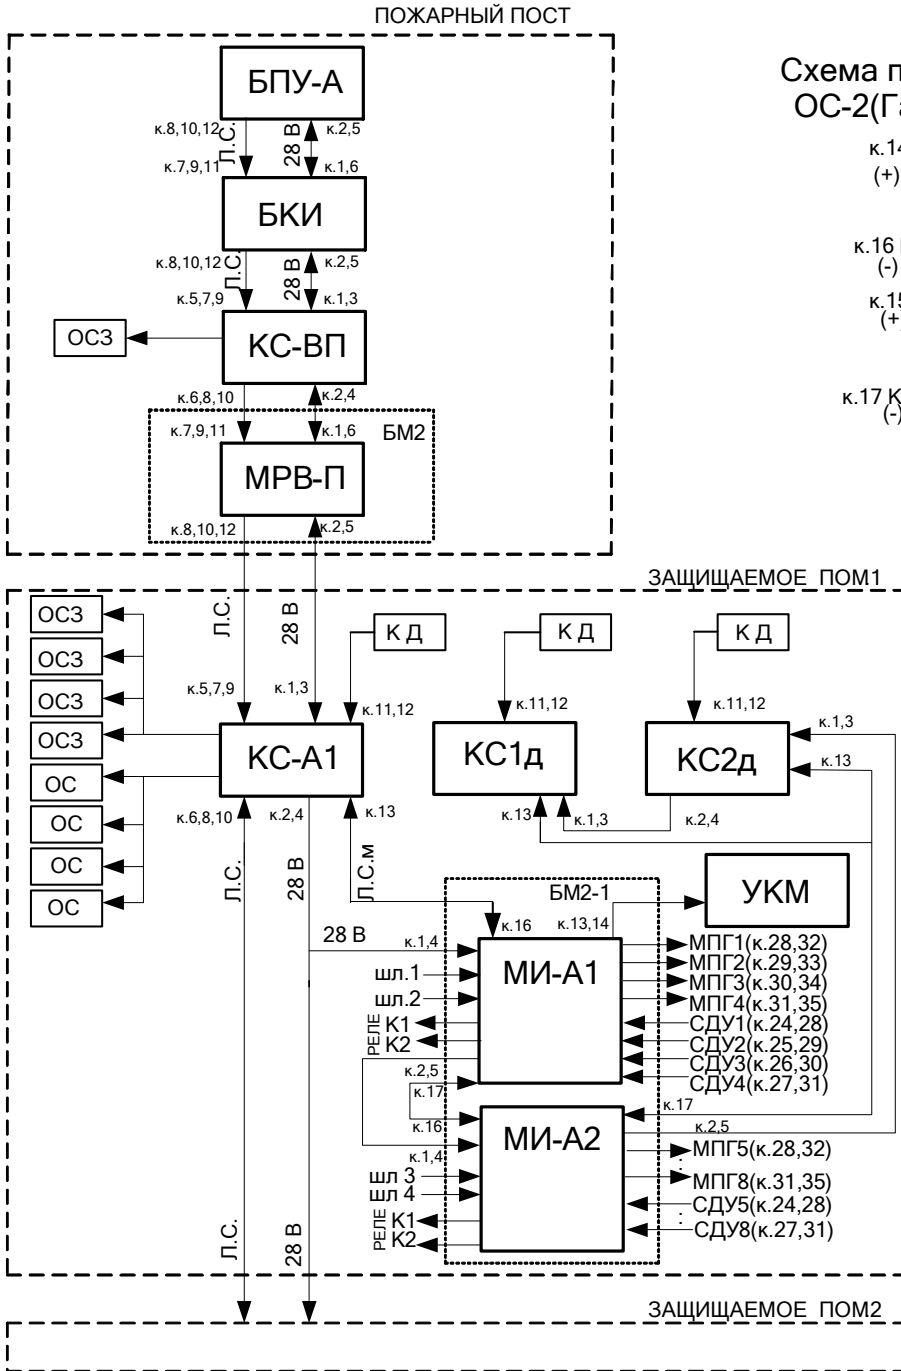 ПОЖАРНЫЙ ПОСТ
БПУ-А
Схема п
ОС-2(Га
к.8,10,12
Л.С.
28 В
к.2,5
к.7,9,11
к.1,6
к.14
(+)
БКИ
к.16
(-)
к.8,10,12
Л.С.
28 В
к.2,5
к.5,7,9
к.1,3
к.15
(+)
ОСЗ
КС-ВП
к.6,8,10
к.2,4
к.17 К
(-)
к.7,9,11
к.1,6
БМ2
МРВ-П
к.8,10,12
к.2,5
ЗАЩИЩАЕМОЕ ПОМ1
ОСЗ
ОСЗ
ОСЗ
ОСЗ
ОС
ОС
ОС
ОС
Л.С.
28 В
К Д
К Д
К Д
к.5,7,9
к.1,3
к.11,12
к.11,12
к.11,12
к.1,3
КС-А1
КС1д
КС2д
к.13
к.6,8,10
к.2,4
к.13
к.13
к.1,3
к.2,4
Л.С.
28 В
Л.С.м
БМ2-1
УКМ
к.16
к.13,14
28 В
к.1,4
МИ-А1
МПГ1(к.28,32)
МПГ2(к.29,33)
МПГ3(к.30,34)
МПГ4(к.31,35)
шл.1
шл.2
РЕЛЕ
К1
К2
СДУ1(к.24,28)
СДУ2(к.25,29)
СДУ3(к.26,30)
СДУ4(к.27,31)
к.2,5
к.17
к.16
к.1,4
к.17
к.2,5
МИ-А2
МПГ5(к.28,32)
:
МПГ8(к.31,35)
СДУ5(к.24,28)
:
СДУ8(к.27,31)
шл 3
шл 4
РЕЛЕ
К1
К2
Л.С.
28 В
ЗАЩИЩАЕМОЕ ПОМ2